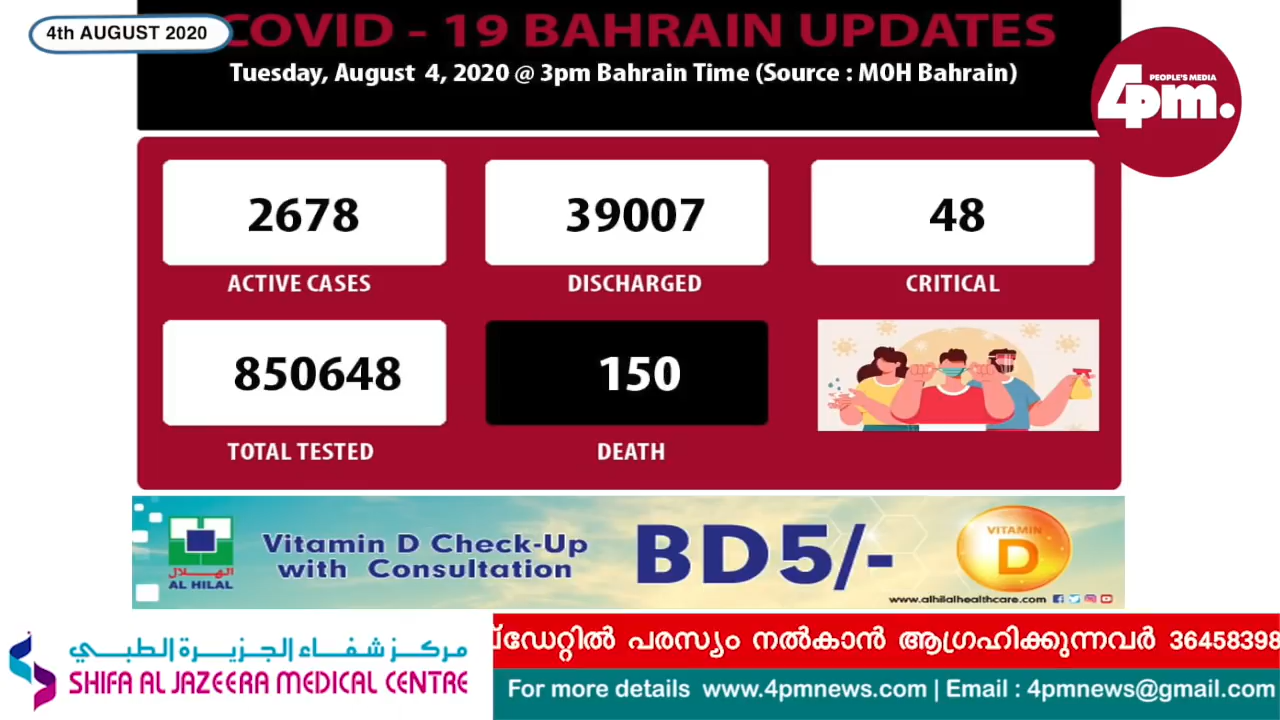 4th AUGUST 2020
COVID - 19 BAHRAIN UPDATES
Tuesday, August 4, 2020 @ 3pm Bahrain Time (Source : M0H Bahrain)
PEOPLE'S MEDIA
4pm.
2678
39007
48
ACTIVE CASES
DISCHARGED
CRITICAL
850648
150
TOTAL TESTED
DEATH
الهلال
AL HILAL
Vitamin D Check-Up
with Consultation
BD5/-
VITAMIN
D
www.alhilalhealthcare.com
مركز شفاء الجزيرة الطبي
SHIFA AL JAZEERA MEDICAL CENTRE
ഡേറ്റിൽ പരസ്യം നൽകാൻ ആഗ്രഹിക്കുന്നവർ 36458398
For more details www.4pmnews.com | Email : 4pmnews@gmail.com